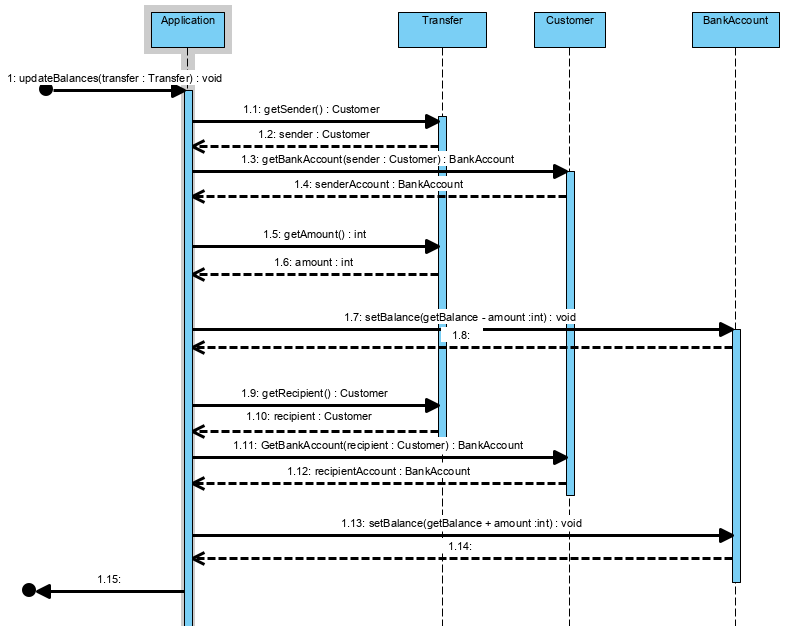 Application
Transfer
Customer
BankAccount
1: updateBalances(transfer : Transfer) : void
1.1: getSender() : Customer
1.2: sender : Customer
1.3: getBankAccount(sender : Customer) : BankAccount
1.4: senderAccount : BankAccount
1.5: getAmount() : int
1.6: amount : int
1.7: setBalance(getBalance - amount :int) : void
1.8:
1.9: getRecipient() : Customer
1.10: recipient : Customer
1.11: GetBankAccount(recipient : Customer) : BankAccount
1.12: recipientAccount : BankAccount
1.13: setBalance(getBalance + amount :int) : void
1.14:
1.15: